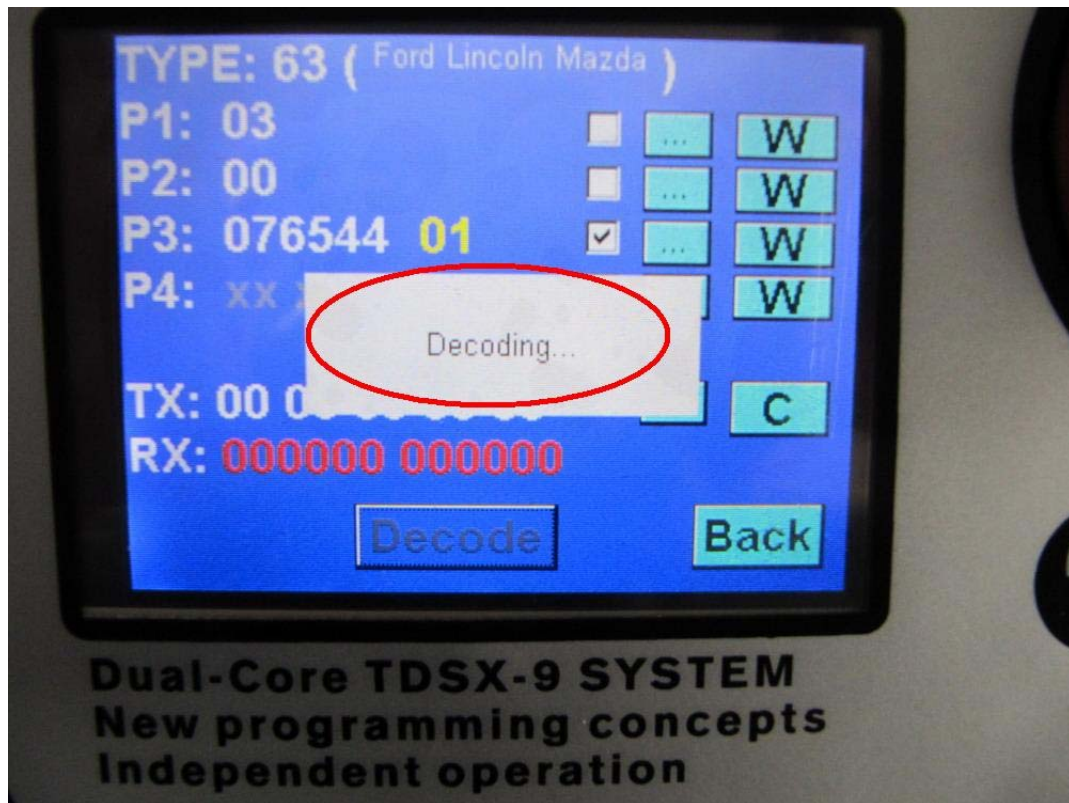 TYPE: 63 ( Ford Lincoln Mazda )
P1: 03 ... W
P2: 00 ... W
P3: 076544 01 ... W
P4: xx W
Decoding...
TX: 00 C
RX: 000000 000000
Decode Back
Dual-Core TDSX-9 SYSTEM
New programming concepts
Independent operation